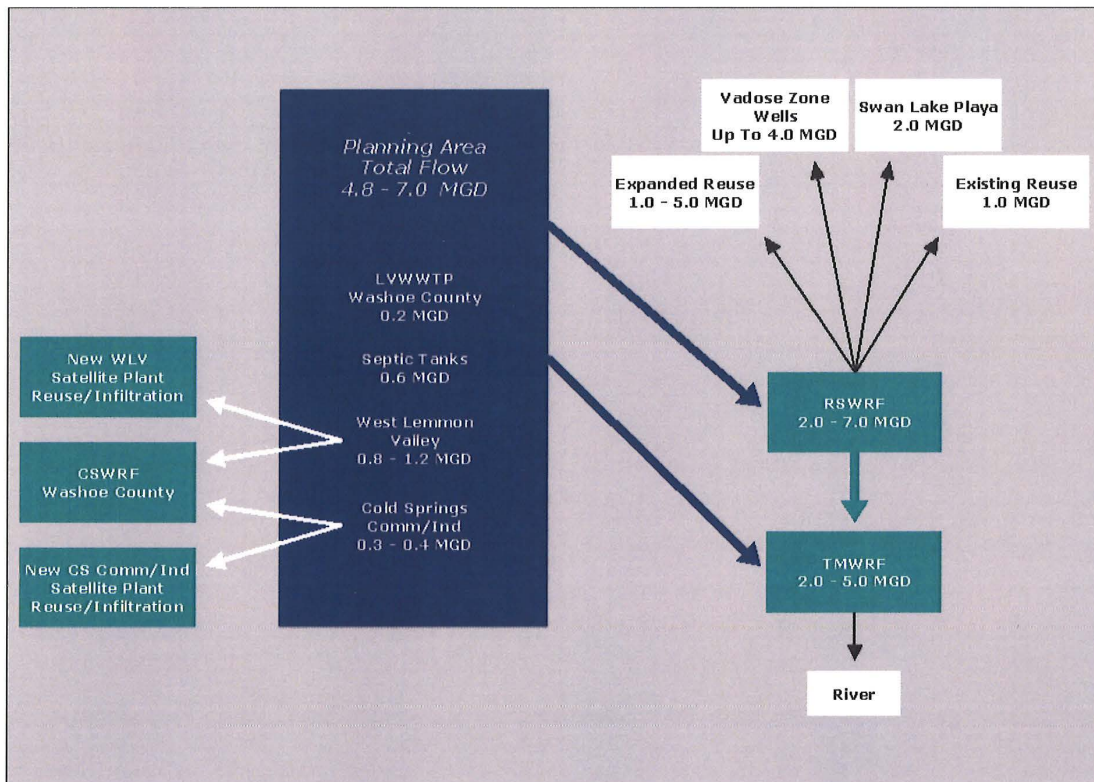 Planning Area
Total Flow
4.8 - 7.0 MGD
LVWWTP
Washoe County
0.2 MGD
Septic Tanks
0.6 MGD
West Lemmon
Valley
0.8 - 1.2 MGD
Cold Springs
Comm/Ind
0.3 - 0.4 MGD
New WLV
Satellite Plant
Reuse/Infiltration
CSWRF
Washoe County
New CS Comm/Ind
Satellite Plant
Reuse/Infiltration
Vadose Zone
Wells
Up To 4.0 MGD
Swan Lake Playa
2.0 MGD
Expanded Reuse
1.0 - 5.0 MGD
Existing Reuse
1.0 MGD
RSWRF
2.0 - 7.0 MGD
TMWRF
2.0 - 5.0 MGD
River